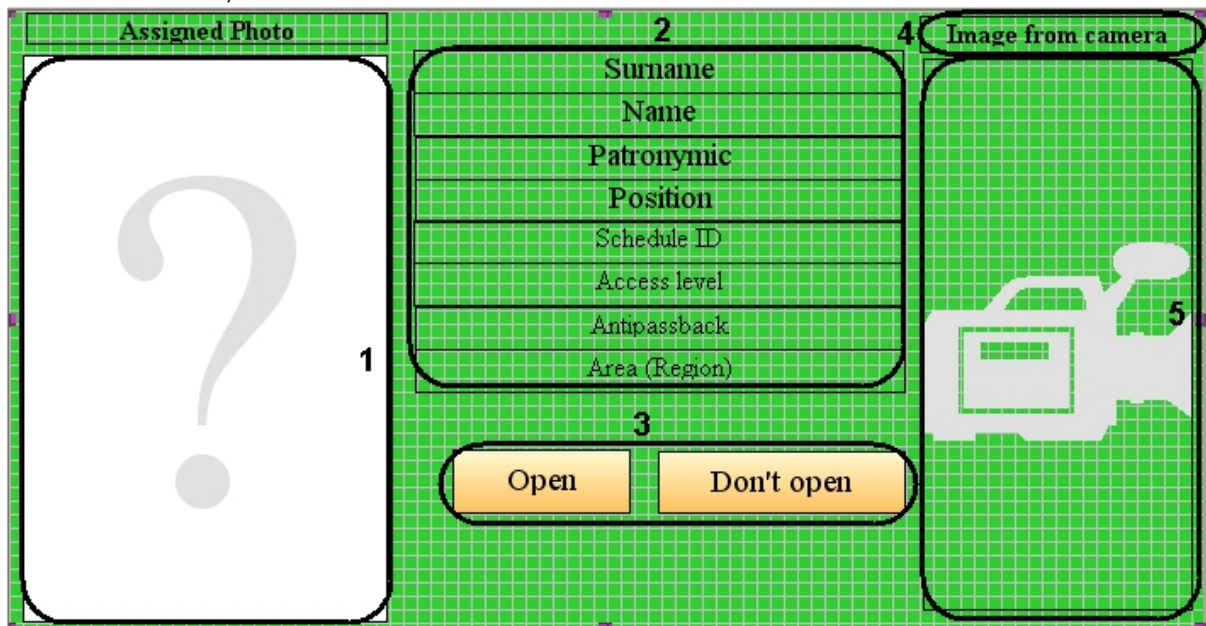 Assigned Photo
2
4
Image from camera
Surname
Name
Patronymic
Position
Schedule ID
Access level
Antipassback
Area (Region)
1
5
3
Open
Don't open